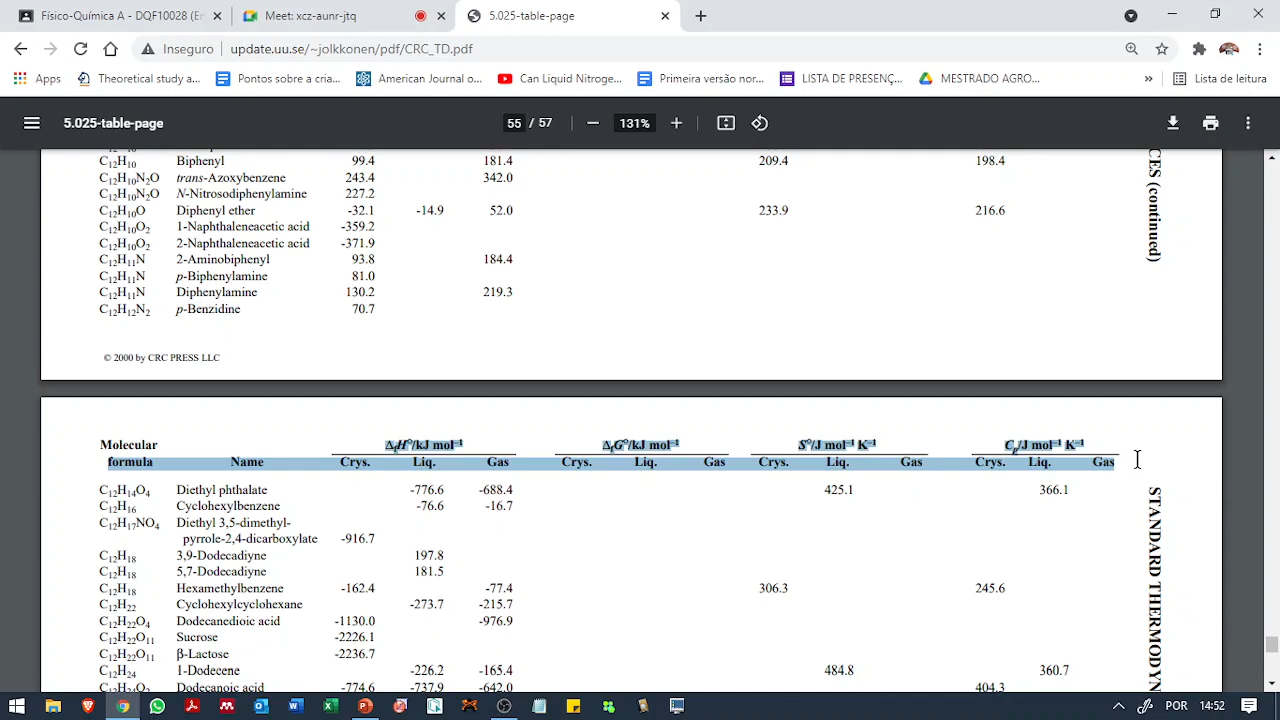 Físico-Química - DQF10028 (En
Meet: xcz-aunr-jtq
5.025-table-page
Inseguro | update.uu.se/~jolkkonen/pdf/CRC_TD.pdf
Apps Theoretical study a... Pontos sobre a cria... American Journal o... Can Liquid Nitroge... Primeira versão nor... LISTA DE PRESENÇ... MESTRADO AGRO... » Lista de leitura
5.025-table-page 55 / 57 131%
C12H10 Biphenyl 99.4 181.4 209.4 198.4
C12H10N2O trans-Azoxybenzene 243.4 342.0
C12H10N2O N-Nitrosodiphenylamine 227.2
C12H10O Diphenyl ether -32.1 -14.9 52.0 233.9 216.6
C12H10O2 1-Naphthaleneacetic acid -359.2
C12H10O2 2-Naphthaleneacetic acid -371.9
C12H11N 2-Aminobiphenyl 93.8 184.4
C12H11N p-Biphenylamine 81.0
C12H11N Diphenylamine 130.2 219.3
C12H12N2 p-Benzidine 70.7
CES (continued)
© 2000 by CRC PRESS LLC
Molecular ΔfH°/kJ mol–1 ΔfG°/kJ mol–1 S°/J mol–1 K–1 Cp/J mol–1 K–1
formula Name Crys. Liq. Gas Crys. Liq. Gas Crys. Liq. Gas Crys. Liq. Gas
C12H14O4 Diethyl phthalate -776.6 -688.4 425.1 366.1
C12H16 Cyclohexylbenzene -76.6 -16.7
C12H17NO4 Diethyl 3,5-dimethyl-
pyrrole-2,4-dicarboxylate -916.7
C12H18 3,9-Dodecadiyne 197.8
C12H18 5,7-Dodecadiyne 181.5
C12H18 Hexamethylbenzene -162.4 -77.4 306.3 245.6
C12H22 Cyclohexylcyclohexane -273.7 -215.7
C12H22O4 Dodecanedioic acid -1130.0 -976.9
C12H22O11 Sucrose -2226.1
C12H22O11 β-Lactose -2236.7
C12H24 1-Dodecene -226.2 -165.4 484.8 360.7
C12H24O2 Dodecanoic acid -774.6 -737.9 -642.0 404.3
STANDARD THERMODYN
POR 14:52